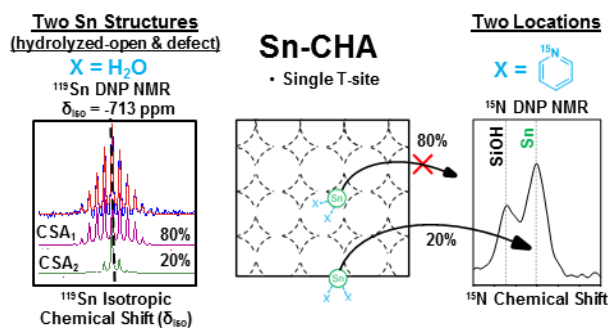 Two Sn Structures
(hydrolyzed-open & defect)
X = H₂O
¹¹⁹Sn DNP NMR
δ_Iso = -713 ppm
CSA₁
80%
CSA₂
20%
¹¹⁹Sn Isotropic
Chemical Shift (δ_Iso)
Sn-CHA
• Single T-site
80%
Sn
X
X
20%
Sn
X
X
Two Locations
X =
¹⁵N
¹⁵N DNP NMR
SiOH
Sn
¹⁵N Chemical Shift